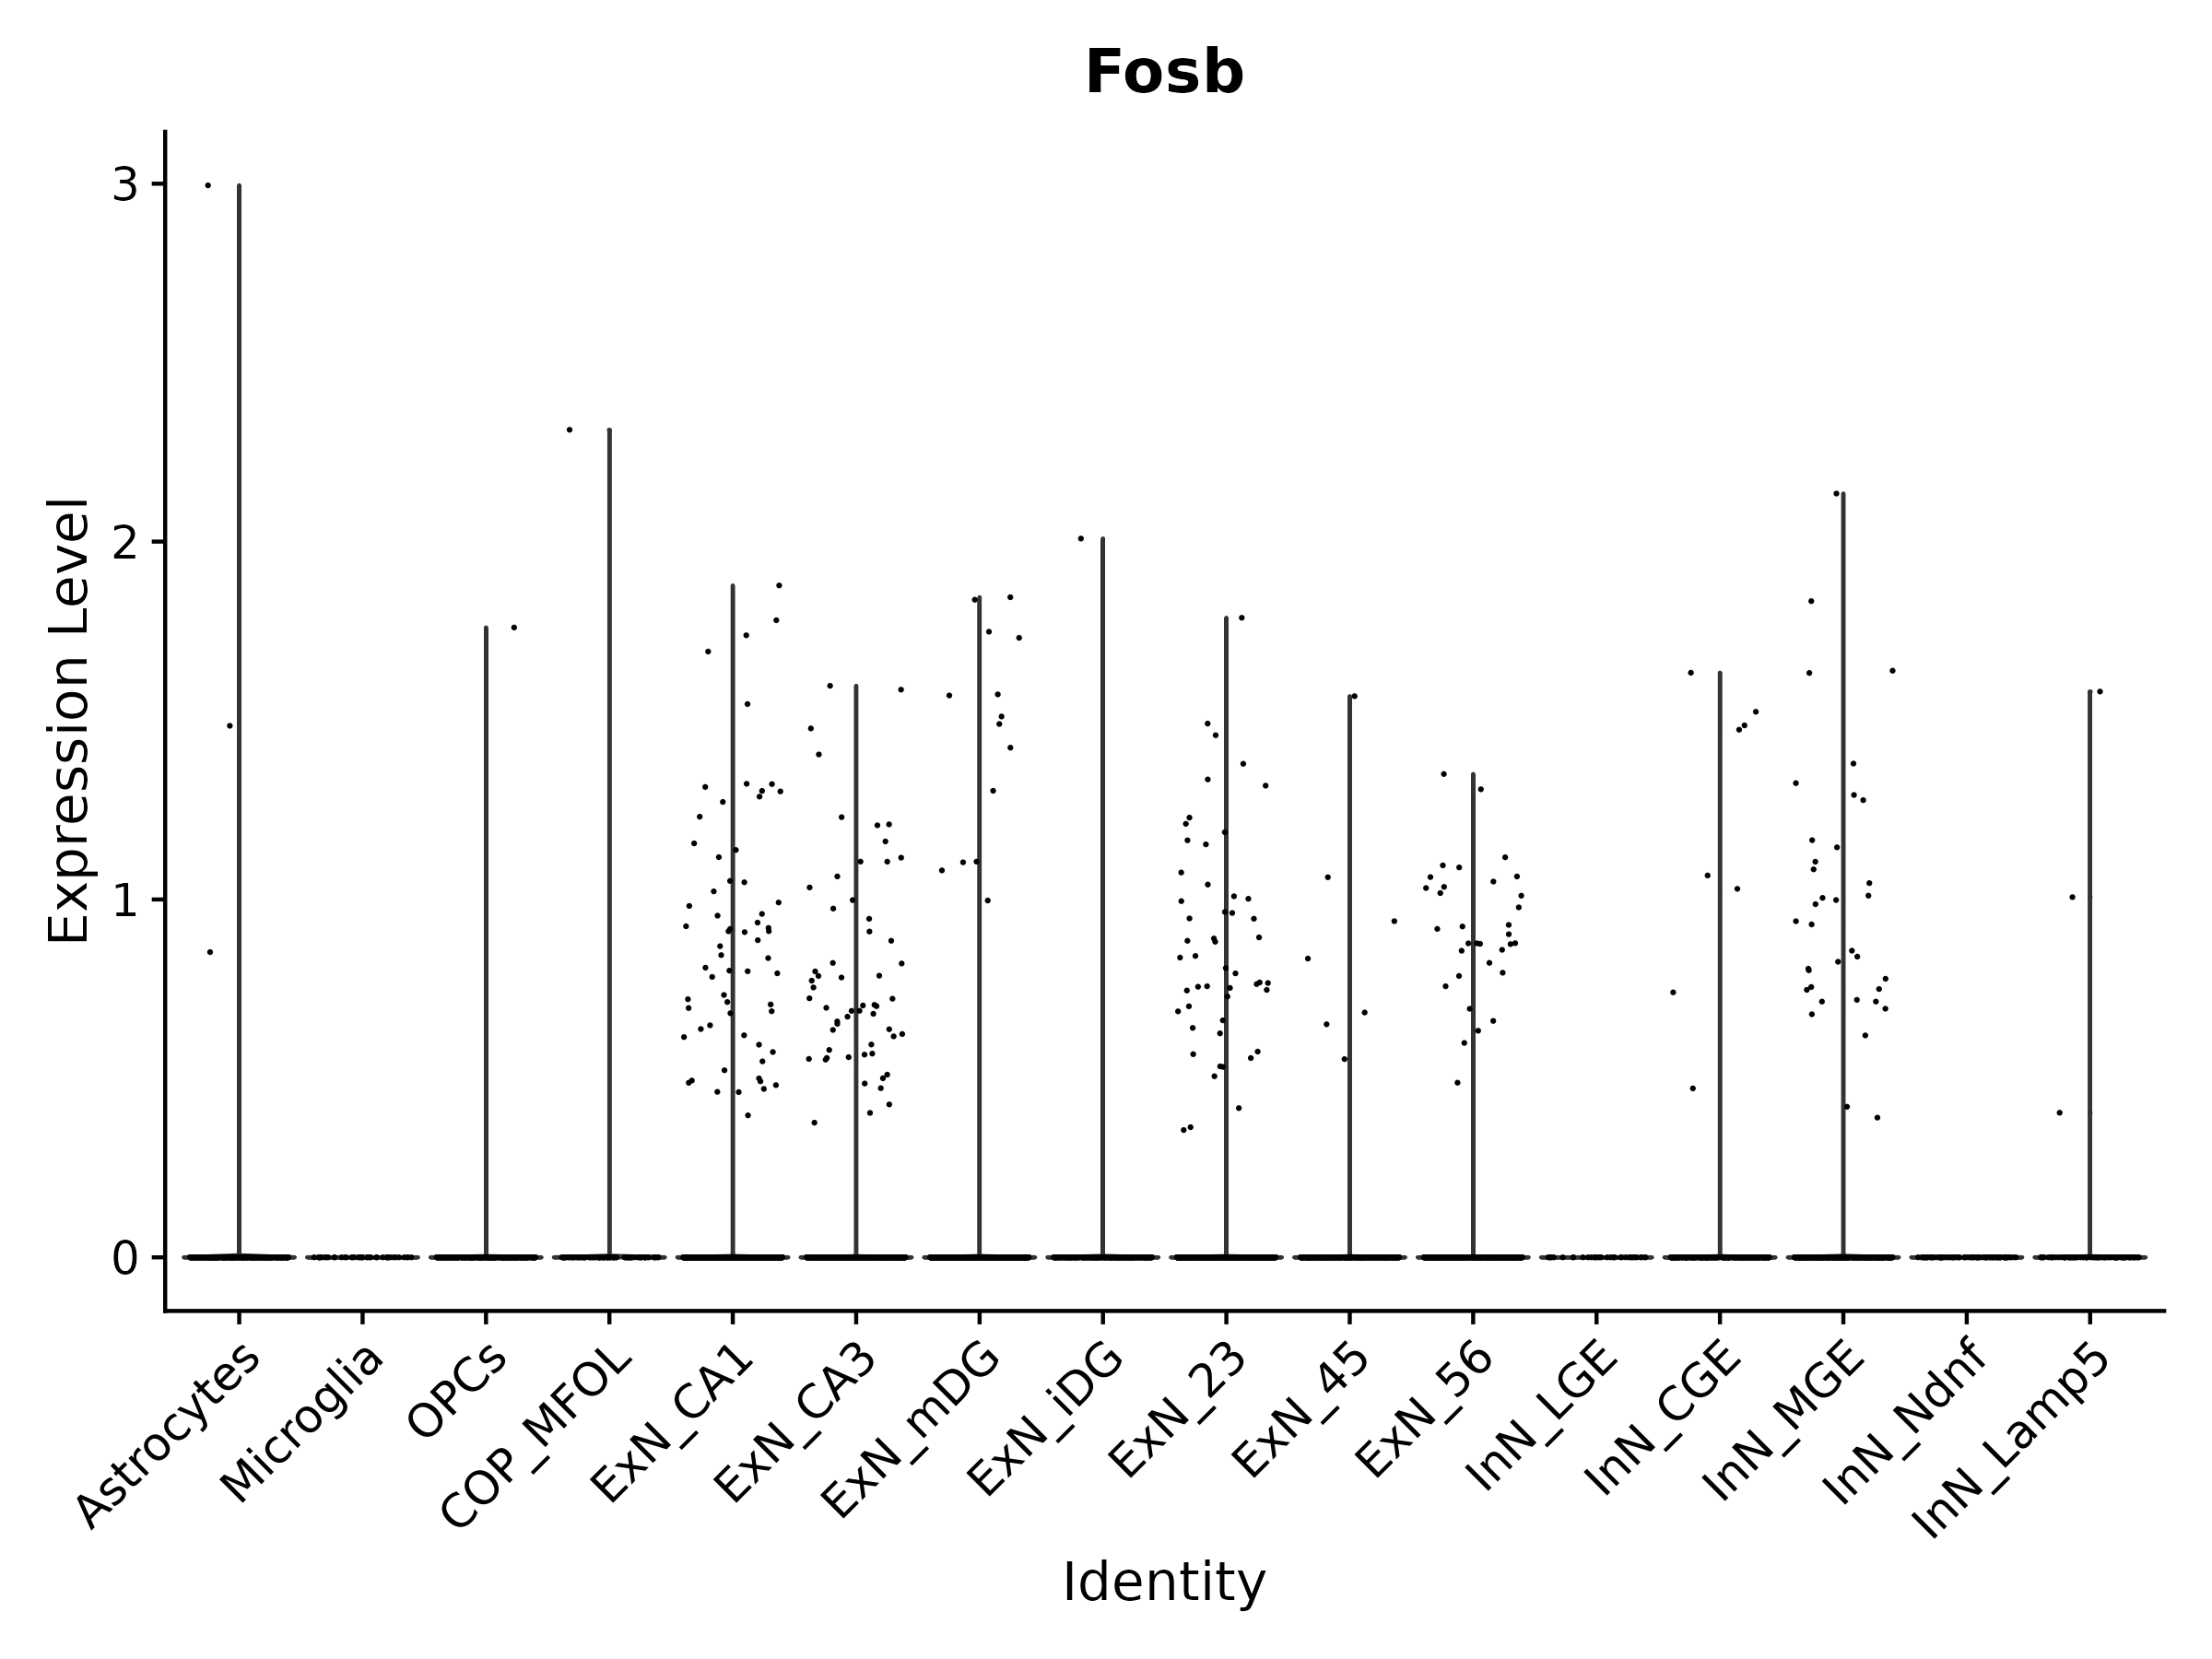 Fosb
Expression Level
3
2
1
0
Astrocytes
Microglia
OPCs
COP_MFOL
ExN_CA1
ExN_CA3
ExN_mDG
ExN_iDG
ExN_23
ExN_45
ExN_56
InN_LGE
InN_CGE
InN_MGE
InN_Ndnf
InN_Lamp5
Identity